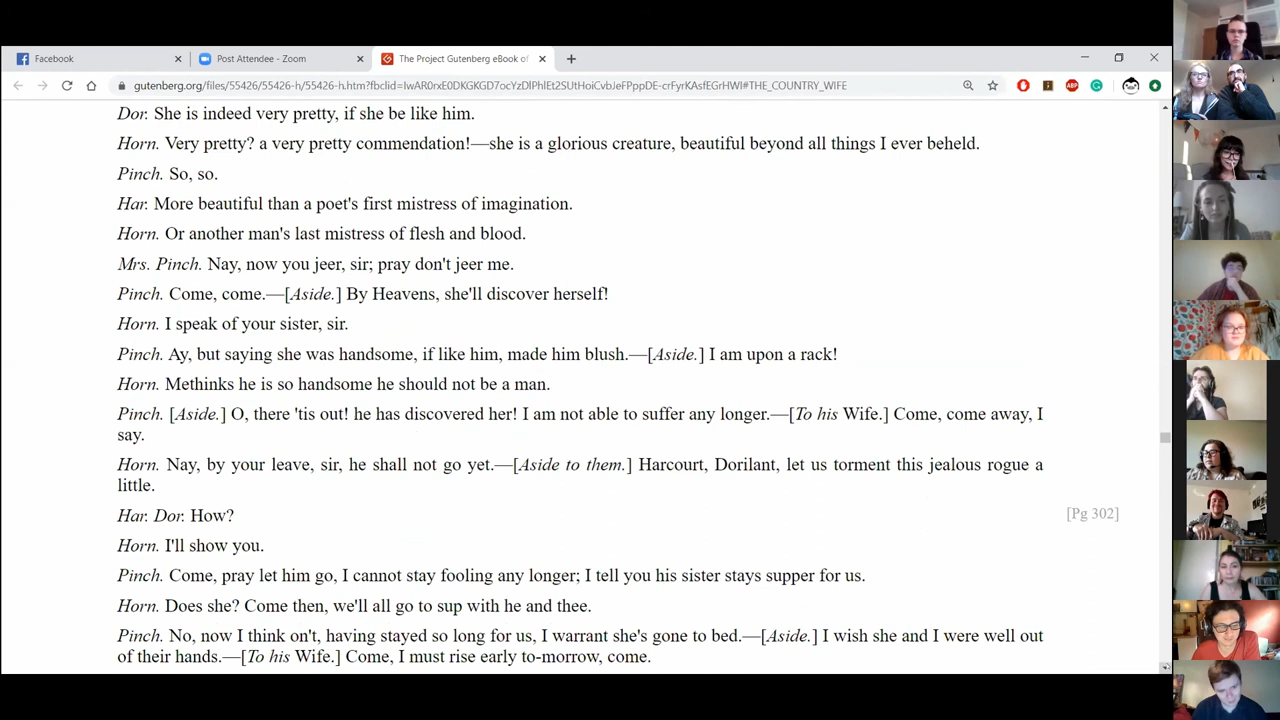 Facebook
Post Attendee - Zoom
The Project Gutenberg eBook of
gutenberg.org/files/55426-h/55426-h.htm?fbclid=IwAR0rxE0DXGKGD7ocYzDlPhlEt2SUtHoiCvbJeFPppDE-crFyrKAsfEGrHWI#THE_COUNTRY_WIFE
ABP
Dor. She is indeed very pretty, if she be like him.
Horn. Very pretty? a very pretty commendation!—she is a glorious creature, beautiful beyond all things I ever beheld.
Pinch. So, so.
Har. More beautiful than a poet's first mistress of imagination.
Horn. Or another man's last mistress of flesh and blood.
Mrs. Pinch. Nay, now you jeer, sir; pray don't jeer me.
Pinch. Come, come.—[Aside.] By Heavens, she'll discover herself!
Horn. I speak of your sister, sir.
Pinch. Ay, but saying she was handsome, if like him, made him blush.—[Aside.] I am upon a rack!
Horn. Methinks he is so handsome he should not be a man.
Pinch. [Aside.] O, there 'tis out! he has discovered her! I am not able to suffer any longer.—[To his Wife.] Come, come away, I
say.
Horn. Nay, by your leave, sir, he shall not go yet.—[Aside to them.] Harcourt, Dorilant, let us torment this jealous rogue a
little.
Har. Dor. How?
[Pg 302]
Horn. I'll show you.
Pinch. Come, pray let him go, I cannot stay fooling any longer; I tell you his sister stays supper for us.
Horn. Does she? Come then, we'll all go to sup with he and thee.
Pinch. No, now I think on't, having stayed so long for us, I warrant she's gone to bed.—[Aside.] I wish she and I were well out
of their hands.—[To his Wife.] Come, I must rise early to-morrow, come.